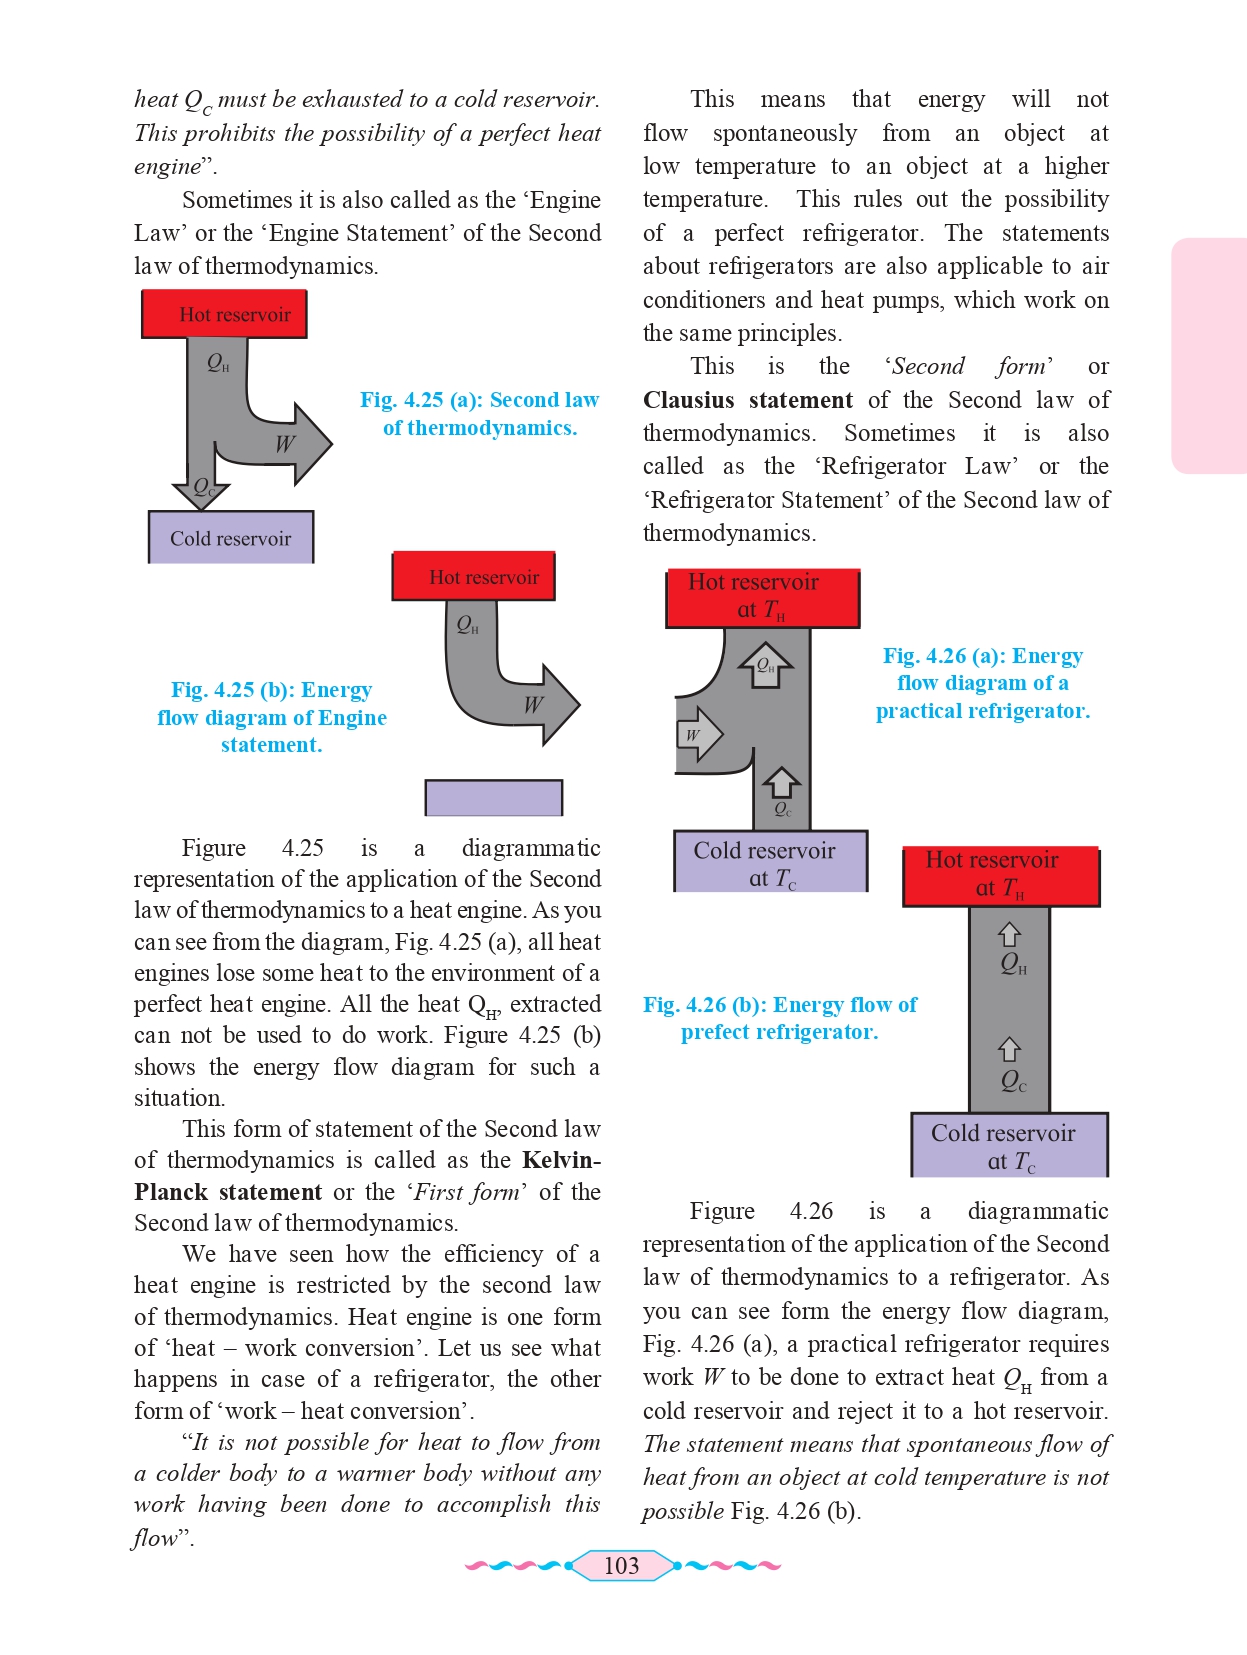 heat QC must be exhausted to a cold reservoir.
This prohibits the possibility of a perfect heat
engine”.
Sometimes it is also called as the ‘Engine
Law’ or the ‘Engine Statement’ of the Second
law of thermodynamics.
Hot reservoir
QH
Fig. 4.25 (a): Second law
of thermodynamics.
W
QC
Cold reservoir
Hot reservoir
QH
Fig. 4.25 (b): Energy
flow diagram of Engine
statement.
W
Figure 4.25 is a diagrammatic
representation of the application of the Second
law of thermodynamics to a heat engine. As you
can see from the diagram, Fig. 4.25 (a), all heat
engines lose some heat to the environment of a
perfect heat engine. All the heat QH, extracted
can not be used to do work. Figure 4.25 (b)
shows the energy flow diagram for such a
situation.
This form of statement of the Second law
of thermodynamics is called as the Kelvin-
Planck statement or the ‘First form’ of the
Second law of thermodynamics.
We have seen how the efficiency of a
heat engine is restricted by the second law
of thermodynamics. Heat engine is one form
of ‘heat – work conversion’. Let us see what
happens in case of a refrigerator, the other
form of ‘work – heat conversion’.
“It is not possible for heat to flow from
a colder body to a warmer body without any
work having been done to accomplish this
flow”.
This means that energy will not
flow spontaneously from an object at
low temperature to an object at a higher
temperature. This rules out the possibility
of a perfect refrigerator. The statements
about refrigerators are also applicable to air
conditioners and heat pumps, which work on
the same principles.
This is the ‘Second form’ or
Clausius statement of the Second law of
thermodynamics. Sometimes it is also
called as the ‘Refrigerator Law’ or the
‘Refrigerator Statement’ of the Second law of
thermodynamics.
Hot reservoir
at TH
QH
Fig. 4.26 (a): Energy
flow diagram of a
practical refrigerator.
W
QC
Cold reservoir
at TC
Hot reservoir
at TH
QH
Fig. 4.26 (b): Energy flow of
prefect refrigerator.
QC
Cold reservoir
at TC
Figure 4.26 is a diagrammatic
representation of the application of the Second
law of thermodynamics to a refrigerator. As
you can see form the energy flow diagram,
Fig. 4.26 (a), a practical refrigerator requires
work W to be done to extract heat QH from a
cold reservoir and reject it to a hot reservoir.
The statement means that spontaneous flow of
heat from an object at cold temperature is not
possible Fig. 4.26 (b).
103